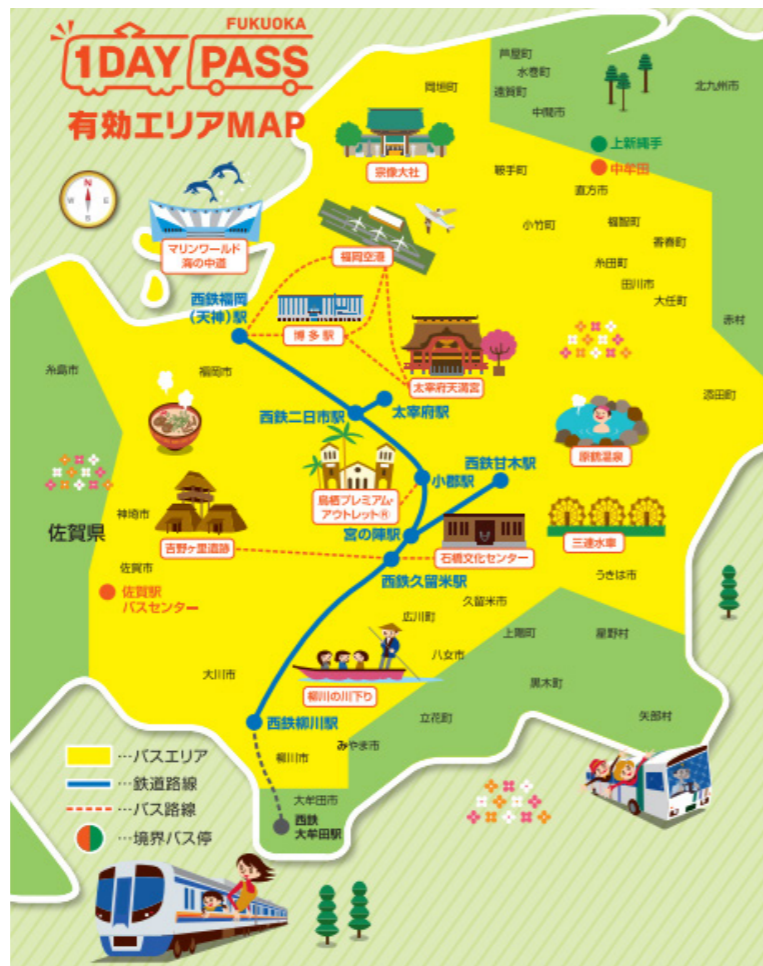 FUKUOKA
1DAY PASS
有効エリアMAP
芦屋町
水巻町
遠賀町
中間市
岡垣町
北九州市
上新縄手
中牟田
宗像大社
鞍手町
直方市
N
W
E
S
マリンワールド
海の中道
小竹町
福智町
香春町
糸田町
田川市
大任町
赤村
福岡空港
西鉄福岡
(天神)駅
博多駅
太宰府天満宮
糸島市
福岡市
西鉄二日市駅
太宰府駅
添田町
原鶴温泉
西鉄甘木駅
小郡駅
鳥栖プレミアム・
アウトレット®
佐賀県
神埼市
吉野ヶ里遺跡
宮の陣駅
石橋文化センター
三連水車
佐賀市
西鉄久留米駅
うきは市
佐賀駅
バスセンター
久留米市
広川町
上陽町
星野村
八女市
大川市
柳川の川下り
黒木町
立花町
矢部村
西鉄柳川駅
みやま市
柳川市
…バスエリア
…鉄道路線
…バス路線
…境界バス停
大牟田市
西鉄
大牟田駅